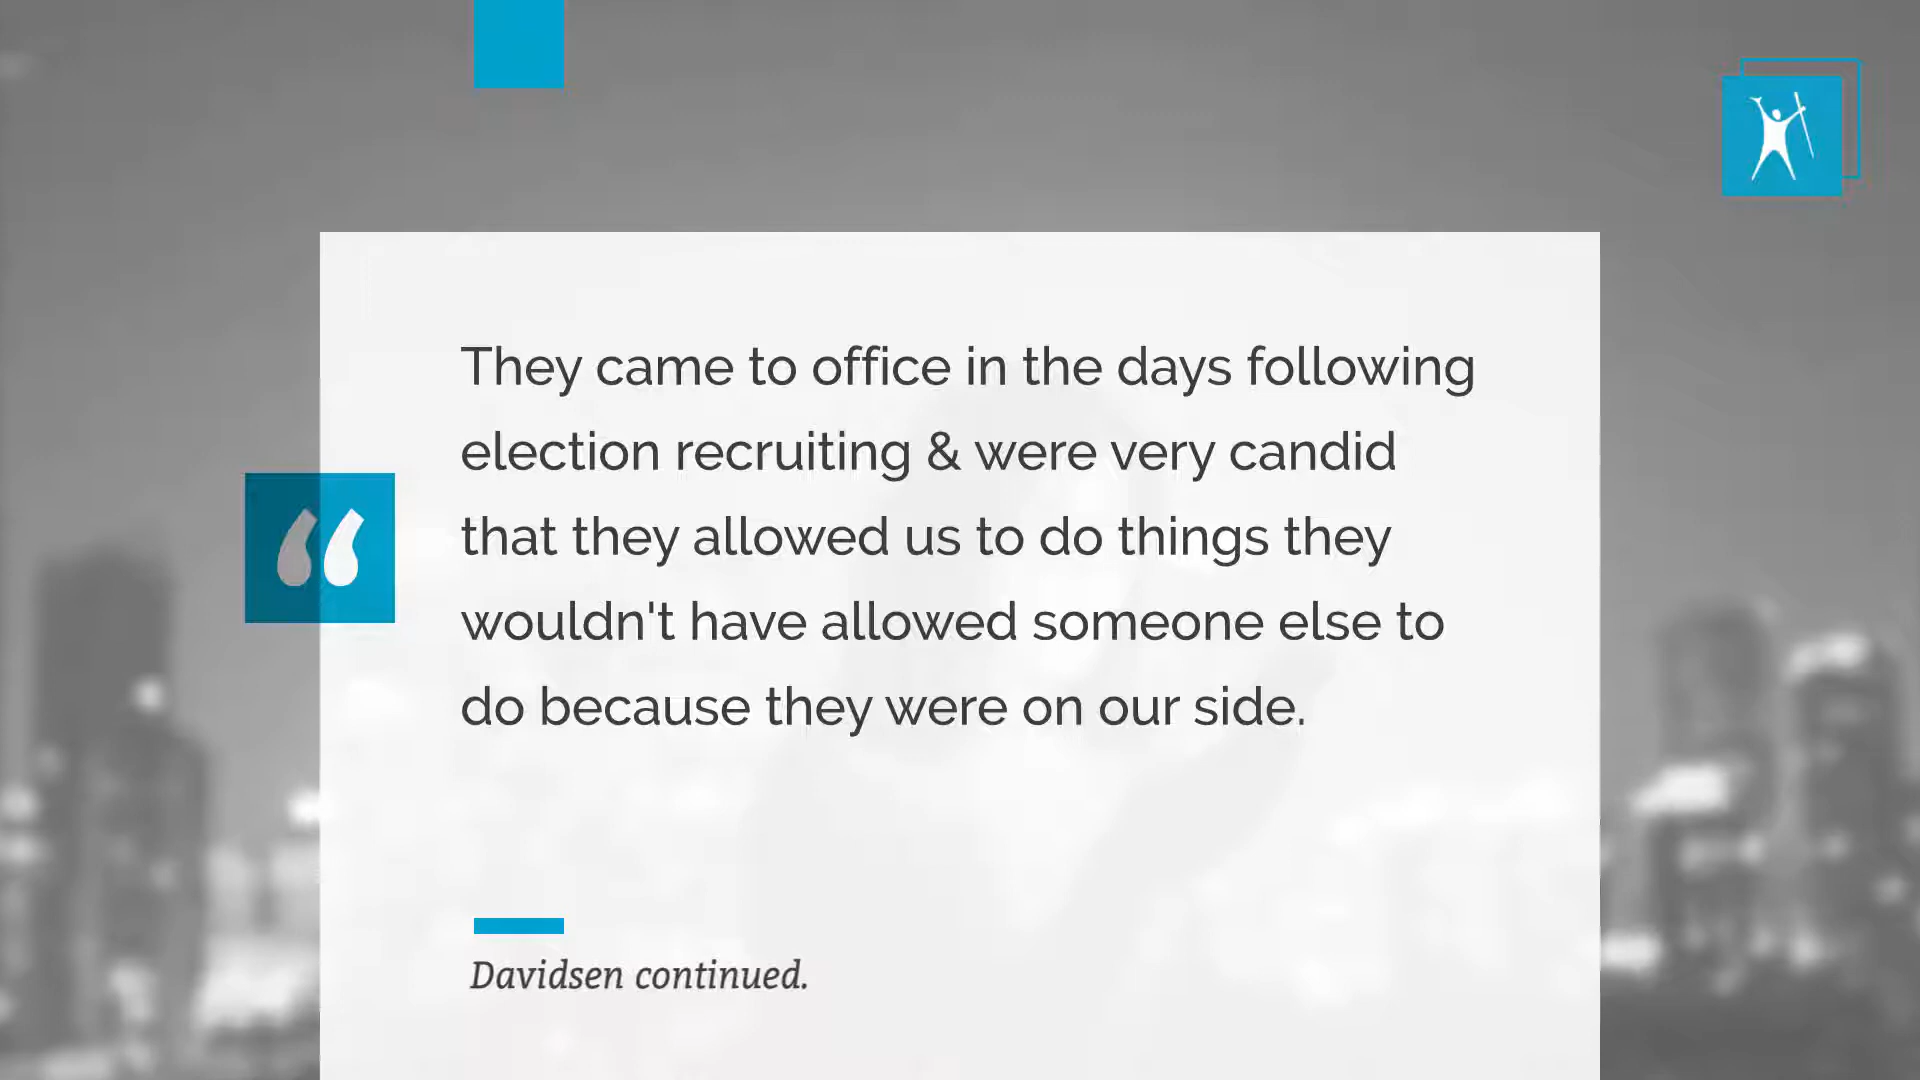 They came to office in the days following
election recruiting & were very candid
that they allowed us to do things they
wouldn't have allowed someone else to
do because they were on our side.
Davidsen continued.